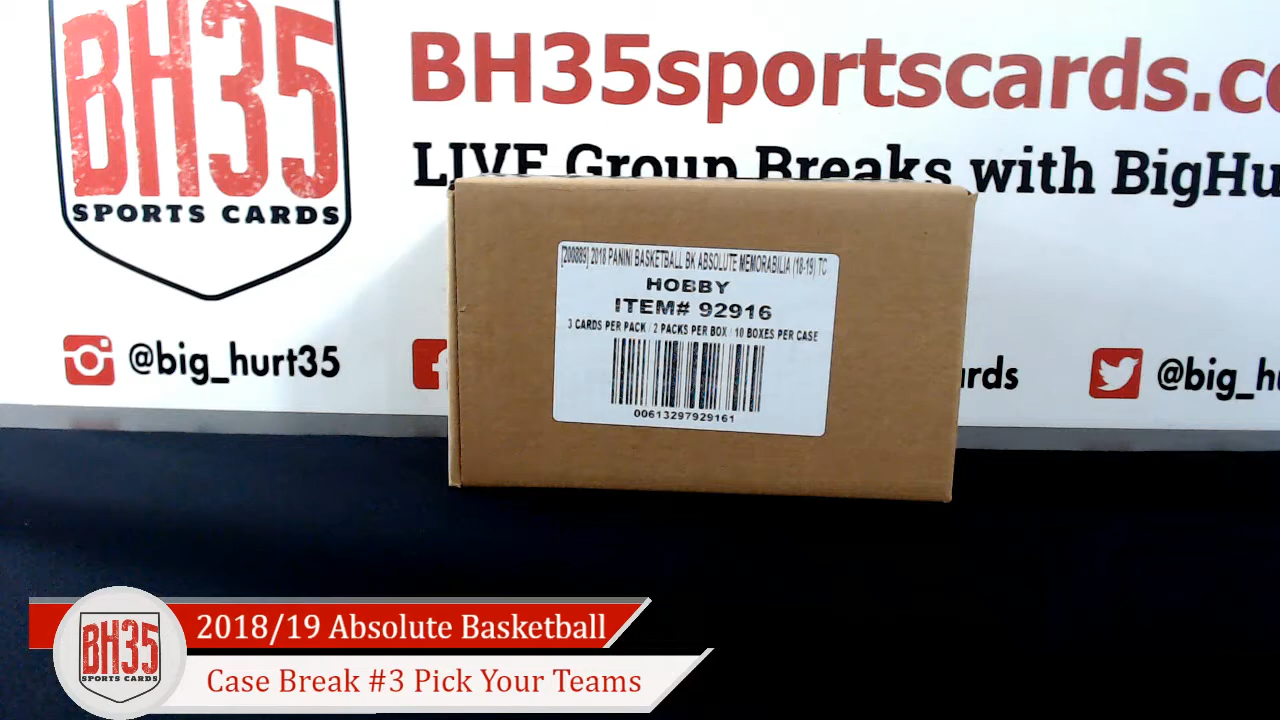 BH35
SPORTS CARDS
BH35sportscards.co
LIVE Group Breaks with BigHu
@big_hurt35
rds
@big_h
[200889] 2018 PANINI BASKETBALL BK ABSOLUTE MEMORABILIA (18-19) TC
HOBBY
ITEM# 92916
3 CARDS PER PACK / 2 PACKS PER BOX / 10 BOXES PER CASE
00613297929161
BH35
SPORTS CARDS
2018/19 Absolute Basketball
Case Break #3 Pick Your Teams